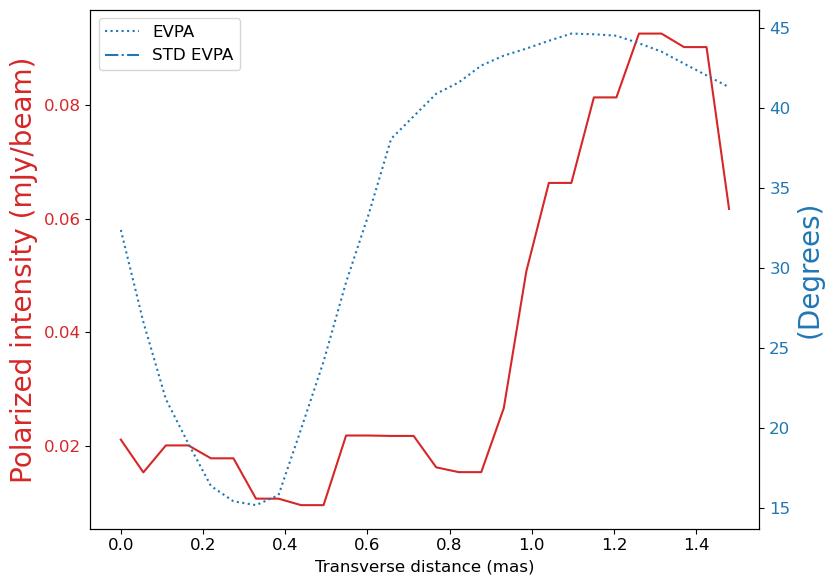 EVPA
STD EVPA
Polarized intensity (mJy/beam)
0.08
0.06
0.04
0.02
45
40
35
30
25
20
15
(Degrees)
0.0 0.2 0.4 0.6 0.8 1.0 1.2 1.4
Transverse distance (mas)